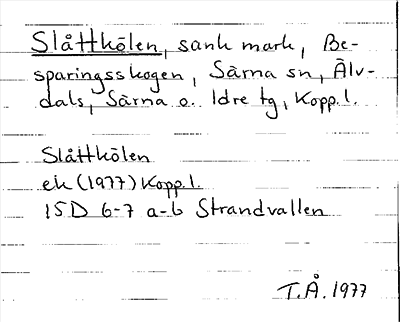 Slåttkölen, sank mark, Be-
sparingsskogen, Särna sn, Älv-
dals, Särna o. Idre tg, Kopp.l.
Slåttkölen
ek (1977) Kopp.l.
15D 6-7 a-b Strandvallen
T.Å. 1977